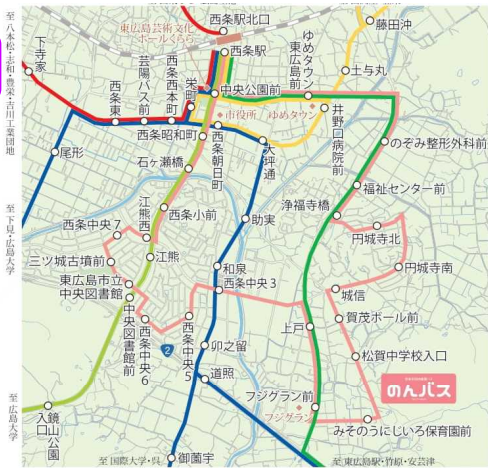 至 八本松・志和・豊栄・吉川工業団地
西条駅北口
東広島芸術文化
ホールくらら
西条駅
ゆめタウン
東広島前
藤田沖
下寺家
西条東
芸陽バス前
西条西本町
栄町
中央公園前
土与丸
市役所
ゆめタウン
井野口病院前
西条昭和町
西条朝日町
大坪通
のぞみ整形外科前
尾形
石ヶ瀬橋
福祉センター前
至 下見・広島大学
江熊西
西条小前
助実
浄福寺橋
西条中央7
円城寺北
三ツ城古墳前
江熊
和泉
円城寺南
東広島市立
中央図書館
西条中央3
城信
中央図書館前
賀茂ボール前
西条中央6
2
西条中央5
卯之留
上戸
松賀中学校入口
道照
のんバス
至 広島大学
鏡山公園
入口
フジグラン前
フジグラン
みそのうにじいろ保育園前
至 国際大学・呉
御薗宇
至 東広島駅・竹原・安芸津